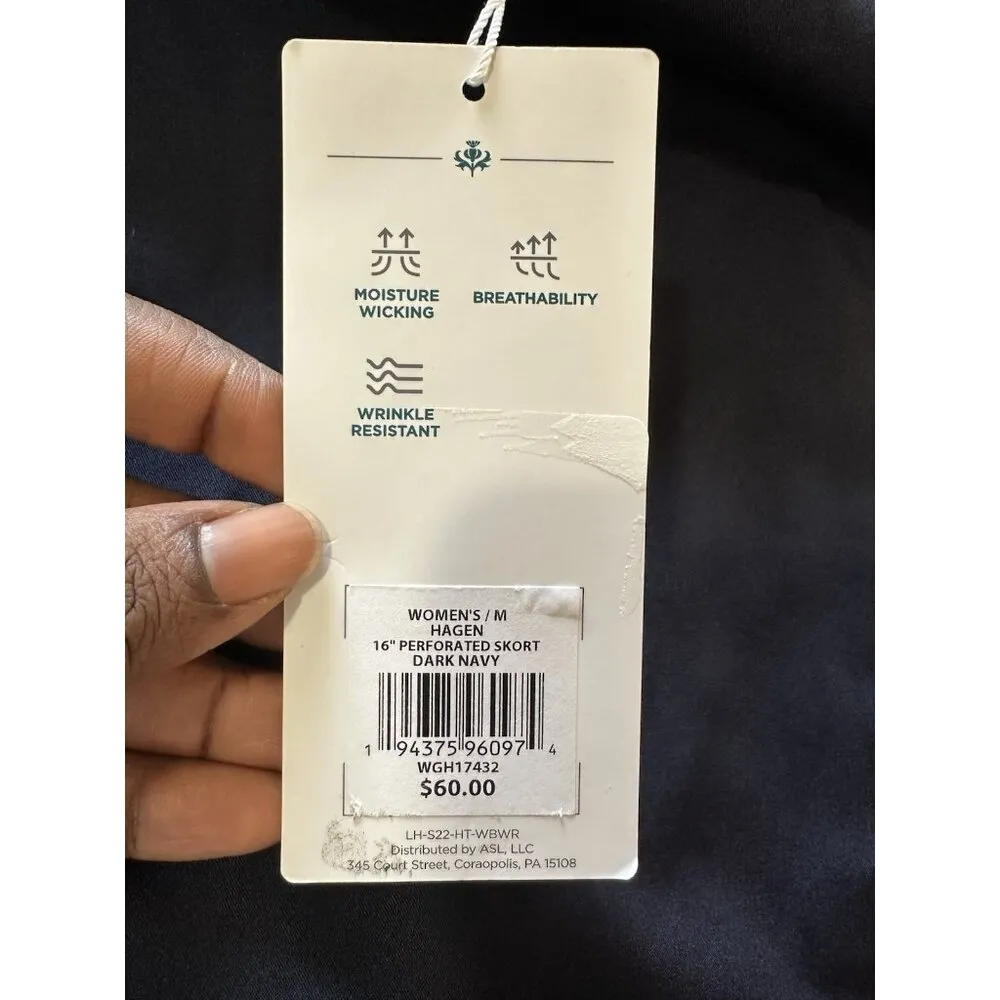 MOISTURE
WICKING
BREATHABILITY
WRINKLE
RESISTANT
WOMEN'S / M
HAGEN
16" PERFORATED SKORT
DARK NAVY
1 94375 96097 4
WGH17432
$60.00
LH-S22-HT-WBWR
Distributed by ASL, LLC
345 Court Street, Coraopolis, PA 15108